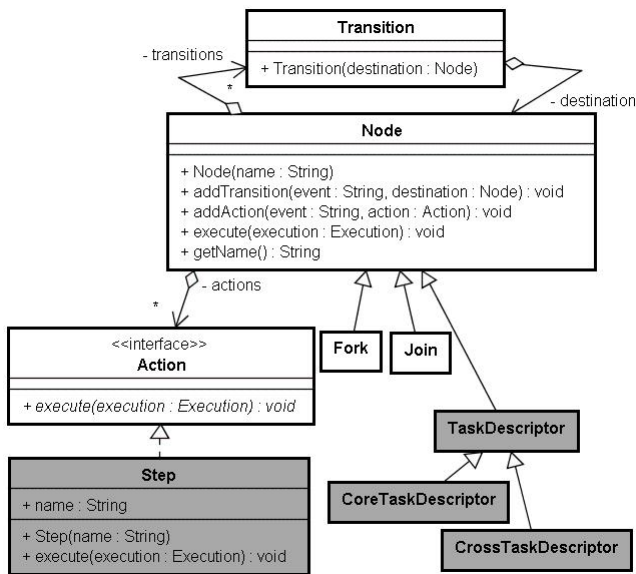 Transition
+ Transition(destination : Node)
- transitions
*
- destination
Node
+ Node(name : String)
+ addTransition(event : String, destination : Node) : void
+ addAction(event : String, action : Action) : void
+ execute(execution : Execution) : void
+ getName() : String
- actions
*
<<interface>>
Action
+ execute(execution : Execution) : void
Fork
Join
Step
+ name : String
+ Step(name : String)
+ execute(execution : Execution) : void
TaskDescriptor
CoreTaskDescriptor
CrossTaskDescriptor